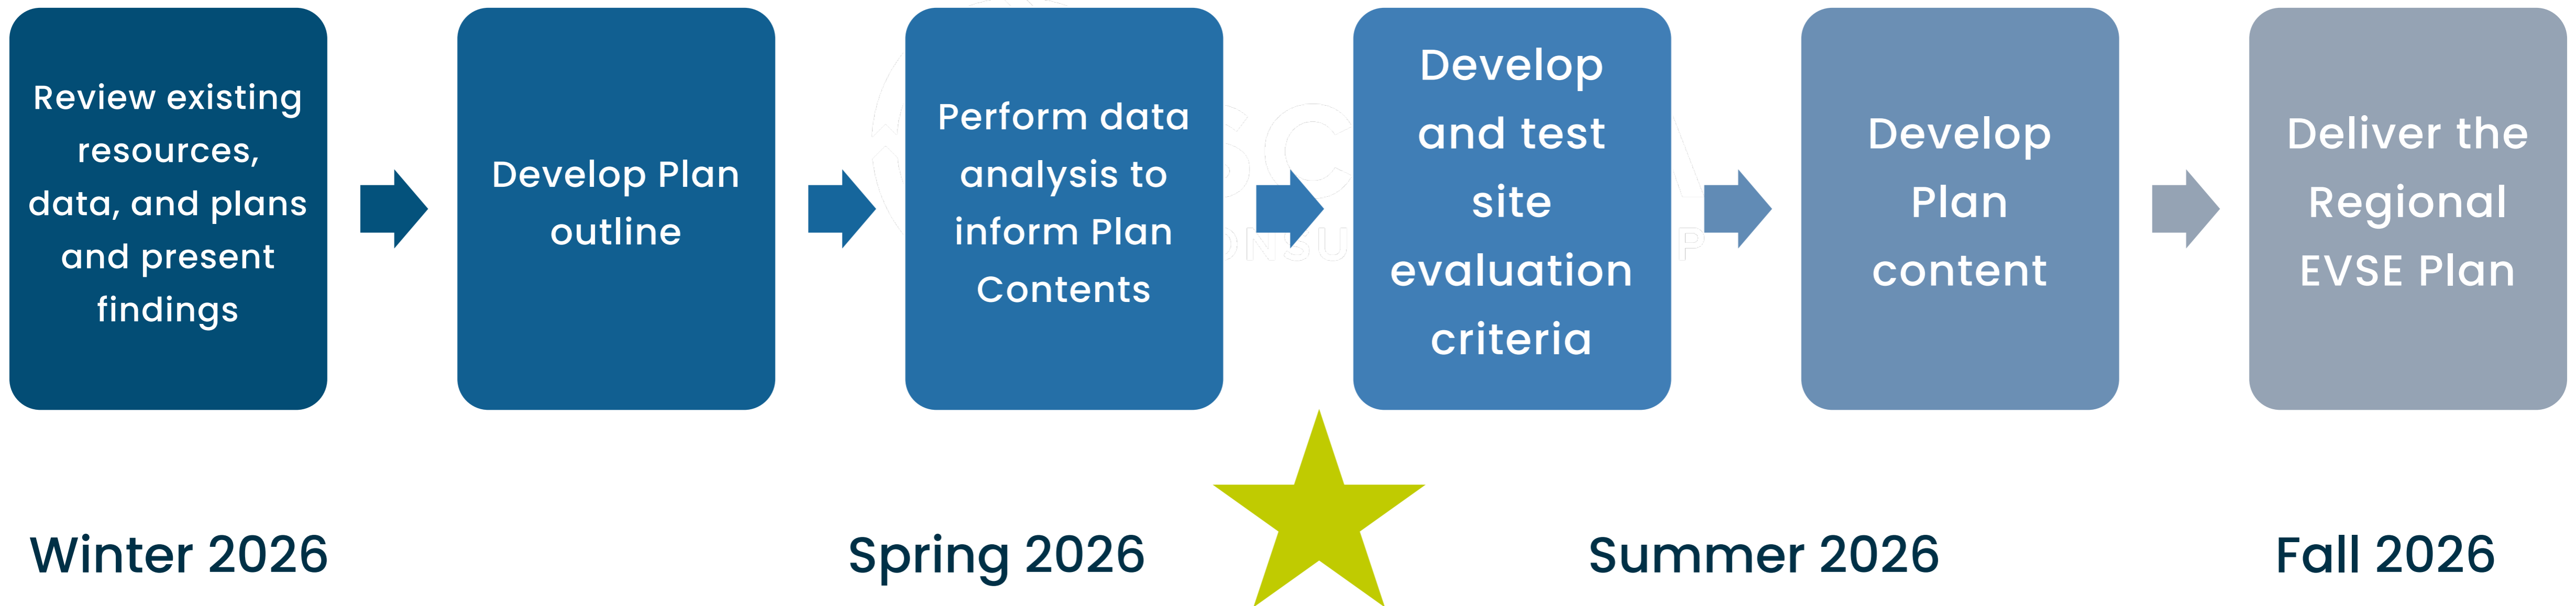 Review existing
resources,
data, and plans
and present
findings
Develop Plan
outline
Perform data
analysis to
inform Plan
Contents
Develop
and test
site
evaluation
criteria
Develop
Plan
content
Deliver the
Regional
EVSE Plan
Winter 2026
Spring 2026
Summer 2026
Fall 2026